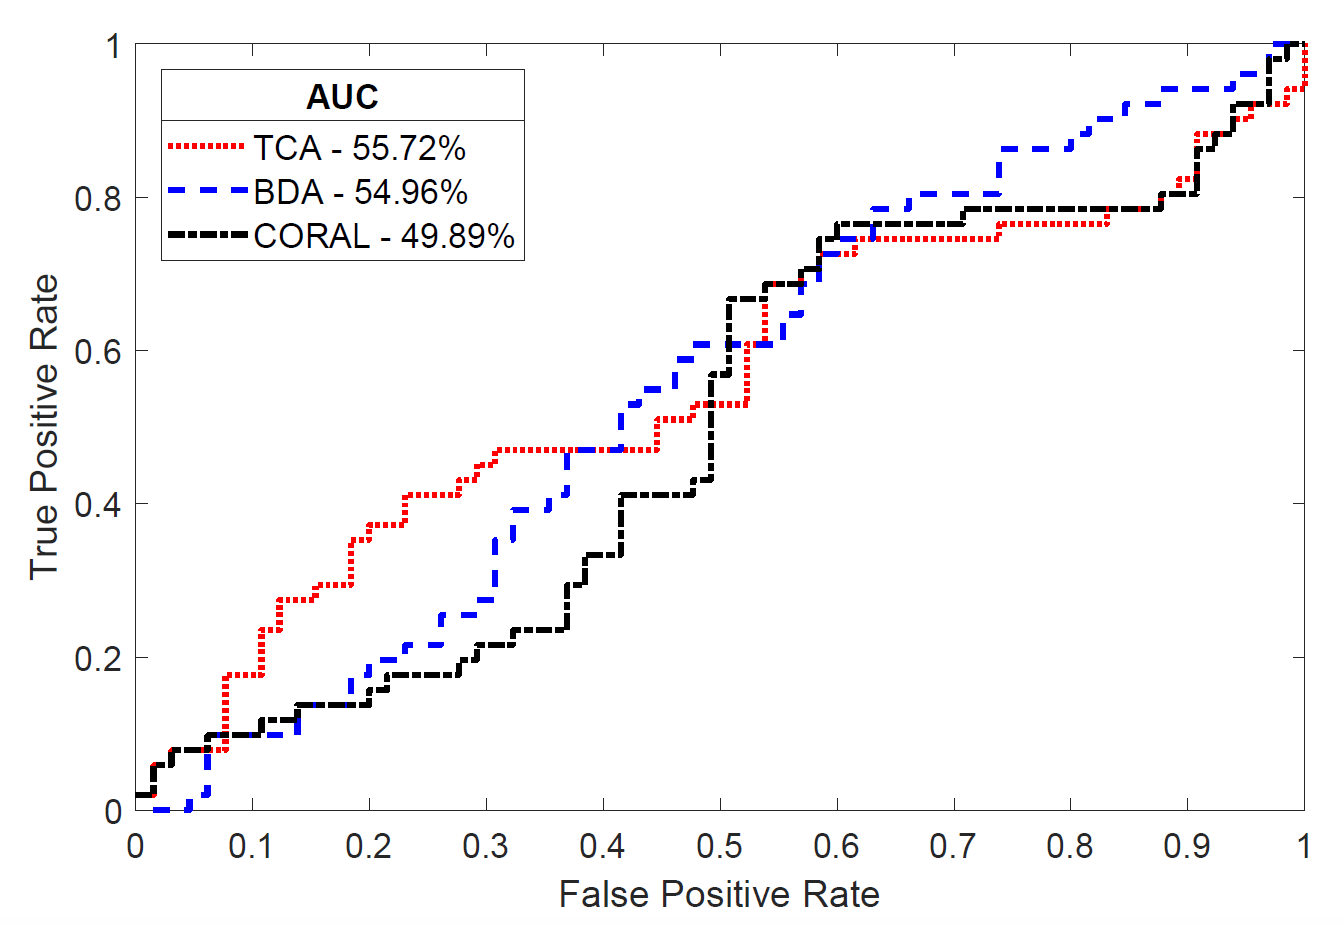 AUC
TCA - 55.72%
BDA - 54.96%
CORAL - 49.89%
True Positive Rate
1
0.8
0.6
0.4
0.2
0
0 0.1 0.2 0.3 0.4 0.5 0.6 0.7 0.8 0.9 1
False Positive Rate